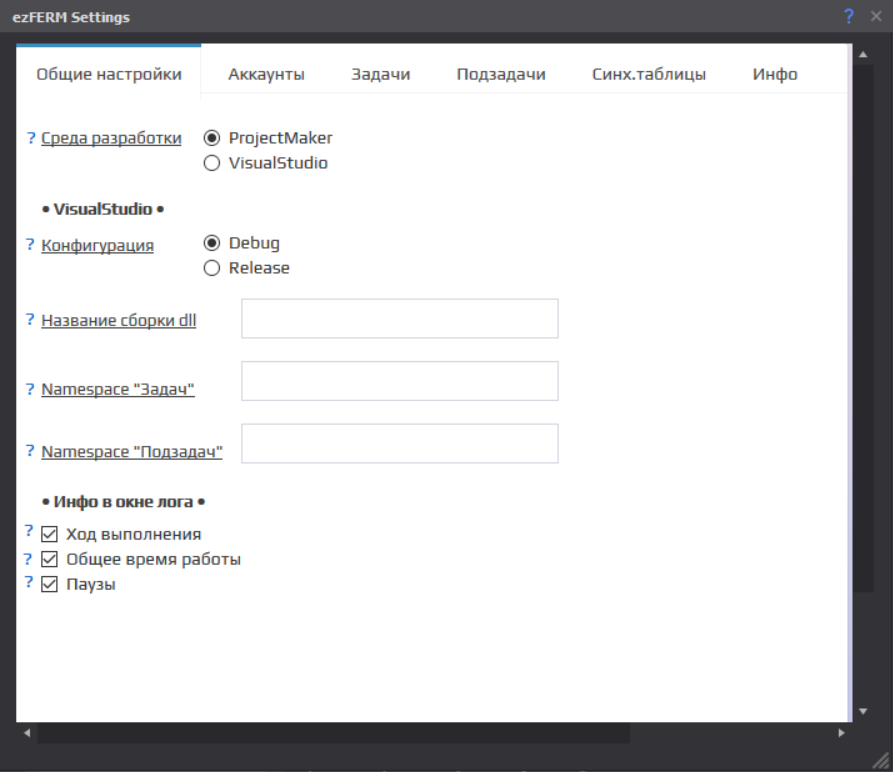 ezFERM Settings ? ×
Общие настройки Аккаунты Задачи Подзадачи Синх.таблицы Инфо
? Среда разработки ProjectMaker
VisualStudio
• VisualStudio •
? Конфигурация Debug
Release
? Название сборки dll
? Namespace "Задач"
? Namespace "Подзадач"
• Инфо в окне лога •
? Ход выполнения
? Общее время работы
? Паузы